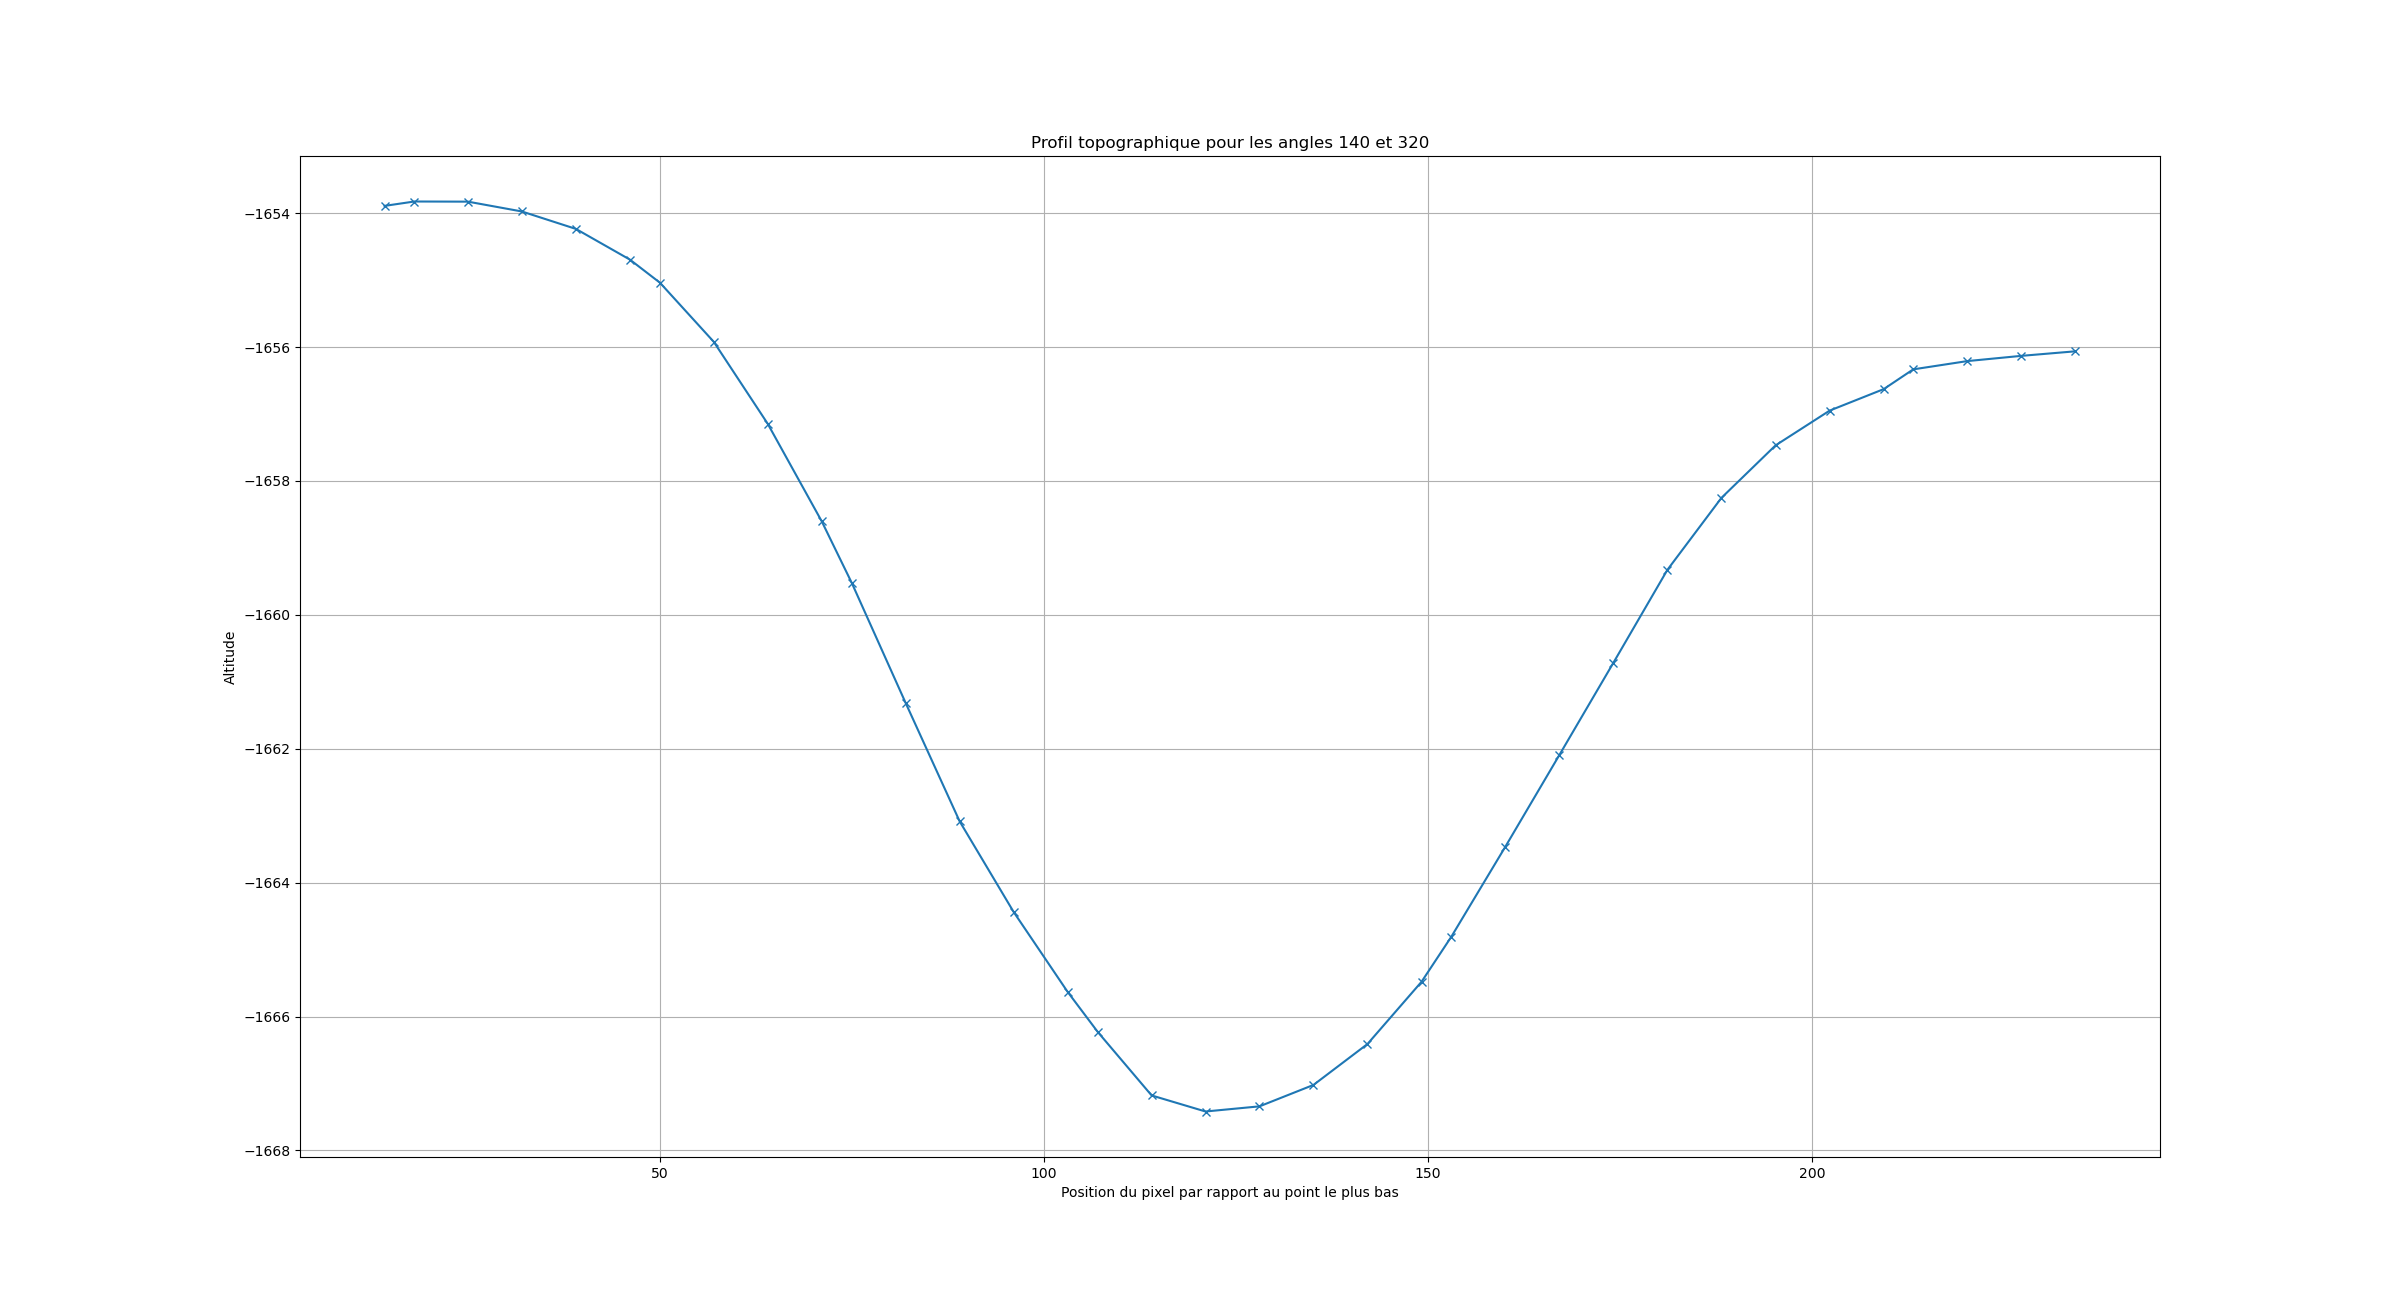 Profil topographique pour les angles 140 et 320
−1654
−1656
−1658
−1660
−1662
−1664
−1666
−1668
Altitude
50 100 150 200
Position du pixel par rapport au point le plus bas